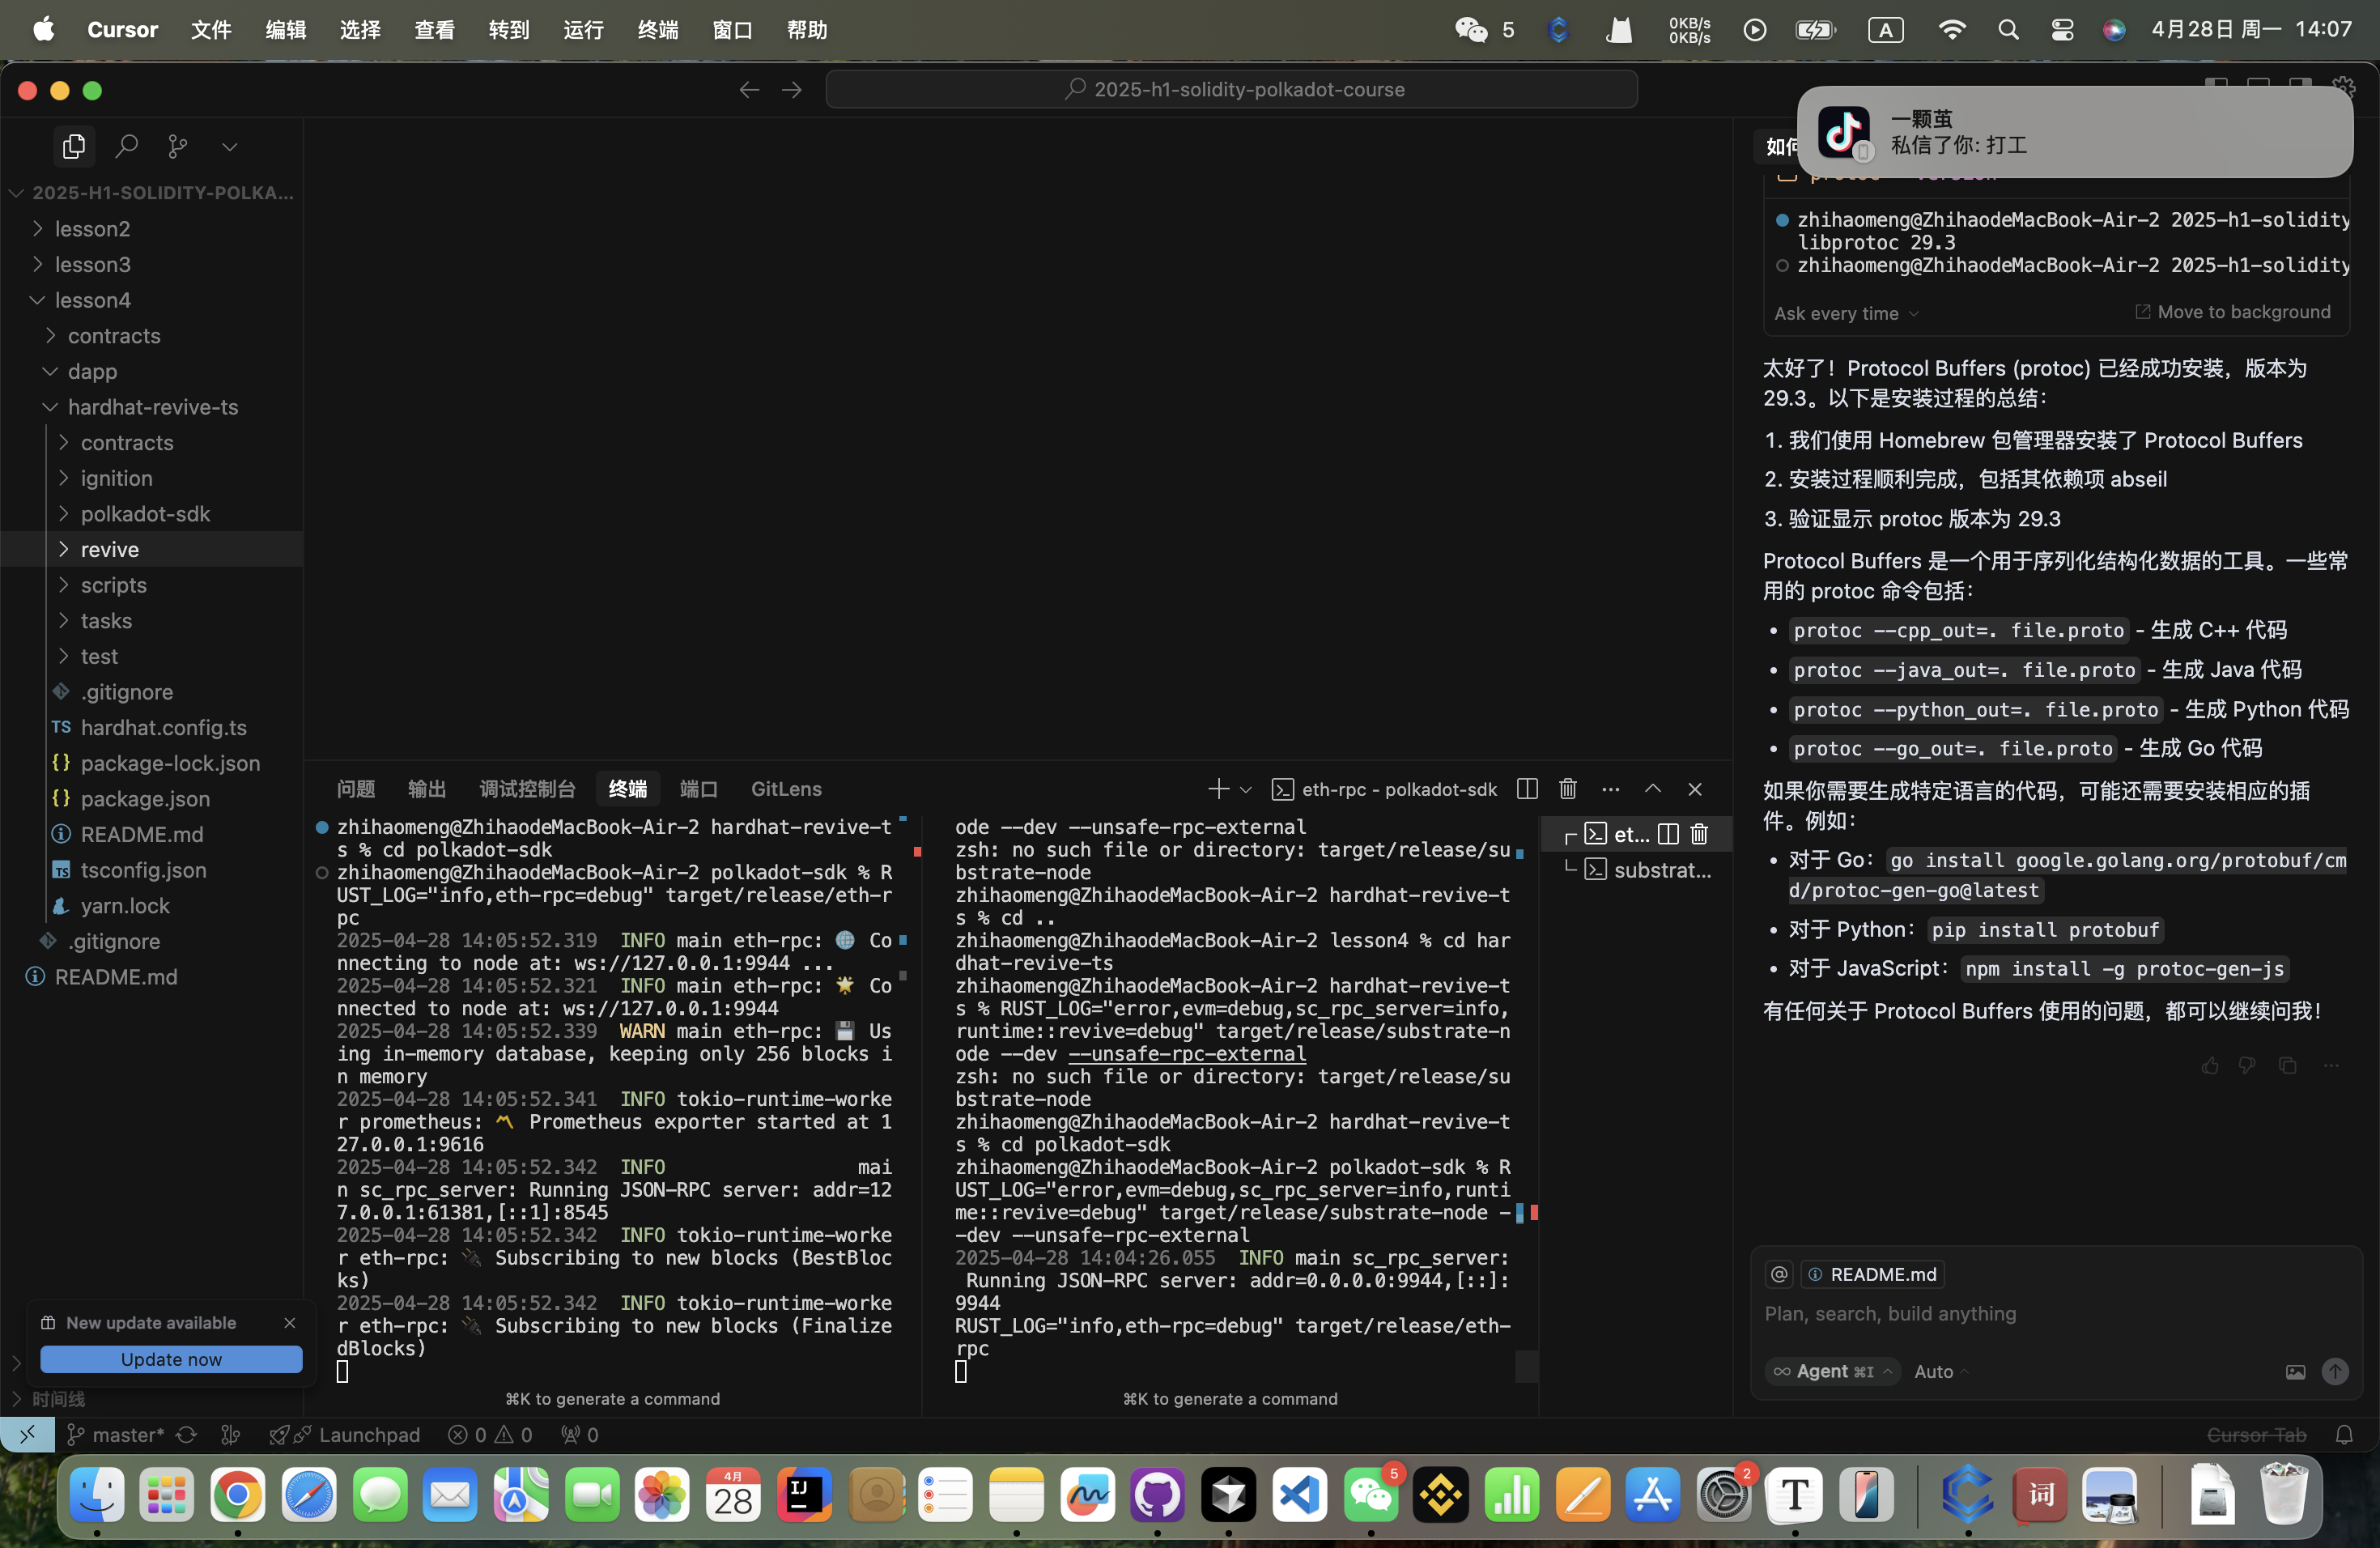 Cursor 文件 编辑 选择 查看 转到 运行 终端 窗口 帮助
5
0KB/s
0KB/s
A
4月28日 周一 14:07
2025-h1-solidity-polkadot-course
一颗茧
私信了你: 打工
2025-H1-SOLIDITY-POLKA...
lesson2
lesson3
lesson4
contracts
dapp
hardhat-revive-ts
contracts
ignition
polkadot-sdk
revive
scripts
tasks
test
.gitignore
TS hardhat.config.ts
{} package-lock.json
{} package.json
README.md
TS tsconfig.json
yarn.lock
.gitignore
README.md
New update available
Update now
时间线
问题 输出 调试控制台 终端 端口 GitLens
eth-rpc - polkadot-sdk
zhihaomeng@ZhihaodeMacBook-Air-2 hardhat-revive-t
s % cd polkadot-sdk
zhihaomeng@ZhihaodeMacBook-Air-2 polkadot-sdk % R
UST_LOG="info,eth-rpc=debug" target/release/eth-r
pc
2025-04-28 14:05:52.319 INFO main eth-rpc: 🌐 Co
nnecting to node at: ws://127.0.0.1:9944 ...
2025-04-28 14:05:52.321 INFO main eth-rpc: 🌟 Co
nnected to node at: ws://127.0.0.1:9944
2025-04-28 14:05:52.339 WARN main eth-rpc: 💾 Us
ing in-memory database, keeping only 256 blocks i
n memory
2025-04-28 14:05:52.341 INFO tokio-runtime-worke
r prometheus: 〽️ Prometheus exporter started at 1
27.0.0.1:9616
2025-04-28 14:05:52.342 INFO mai
n sc_rpc_server: Running JSON-RPC server: addr=12
7.0.0.1:61381,[::1]:8545
2025-04-28 14:05:52.342 INFO tokio-runtime-worke
r eth-rpc: 🔌 Subscribing to new blocks (BestBloc
ks)
2025-04-28 14:05:52.342 INFO tokio-runtime-worke
r eth-rpc: 🔌 Subscribing to new blocks (Finalize
dBlocks)
⌘K to generate a command
ode --dev --unsafe-rpc-external
zsh: no such file or directory: target/release/su
bstrate-node
zhihaomeng@ZhihaodeMacBook-Air-2 hardhat-revive-t
s % cd ..
zhihaomeng@ZhihaodeMacBook-Air-2 lesson4 % cd har
dhat-revive-ts
zhihaomeng@ZhihaodeMacBook-Air-2 hardhat-revive-t
s % RUST_LOG="error,evm=debug,sc_rpc_server=info,
runtime::revive=debug" target/release/substrate-n
ode --dev --unsafe-rpc-external
zsh: no such file or directory: target/release/su
bstrate-node
zhihaomeng@ZhihaodeMacBook-Air-2 hardhat-revive-t
s % cd polkadot-sdk
zhihaomeng@ZhihaodeMacBook-Air-2 polkadot-sdk % R
UST_LOG="error,evm=debug,sc_rpc_server=info,runti
me::revive=debug" target/release/substrate-node -
-dev --unsafe-rpc-external
2025-04-28 14:04:26.055 INFO main sc_rpc_server:
Running JSON-RPC server: addr=0.0.0.0:9944,[::]:
9944
RUST_LOG="info,eth-rpc=debug" target/release/eth-
rpc
⌘K to generate a command
et...
substrat...
如何
zhihaomeng@ZhihaodeMacBook-Air-2 2025-h1-solidity
libprotoc 29.3
zhihaomeng@ZhihaodeMacBook-Air-2 2025-h1-solidity
Ask every time
Move to background
太好了！Protocol Buffers (protoc) 已经成功安装，版本为
29.3。以下是安装过程的总结：
1. 我们使用 Homebrew 包管理器安装了 Protocol Buffers
2. 安装过程顺利完成，包括其依赖项 abseil
3. 验证显示 protoc 版本为 29.3
Protocol Buffers 是一个用于序列化结构化数据的工具。一些常
用的 protoc 命令包括：
• protoc --cpp_out=. file.proto - 生成 C++ 代码
• protoc --java_out=. file.proto - 生成 Java 代码
• protoc --python_out=. file.proto - 生成 Python 代码
• protoc --go_out=. file.proto - 生成 Go 代码
如果你需要生成特定语言的代码，可能还需要安装相应的插
件。例如：
• 对于 Go：go install google.golang.org/protobuf/cm
d/protoc-gen-go@latest
• 对于 Python：pip install protobuf
• 对于 JavaScript：npm install -g protoc-gen-js
有任何关于 Protocol Buffers 使用的问题，都可以继续问我！
@ README.md
Plan, search, build anything
Agent ⌘I
Auto
master*
Launchpad
0 0
0
Cursor Tab
4月
28
IJ
5
2
T
词